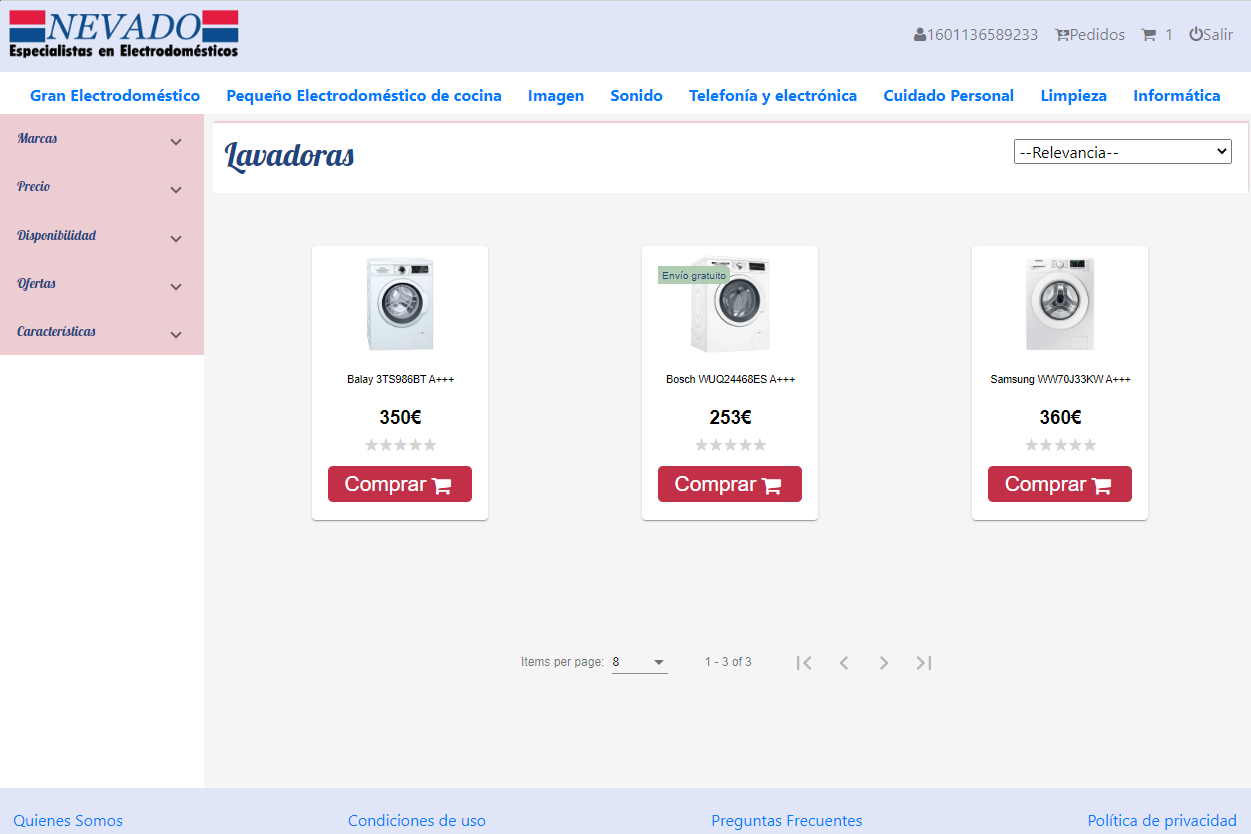 NEVADO
Especialistas en Electrodomésticos
1601136589233 Pedidos 1 Salir
Gran Electrodoméstico Pequeño Electrodoméstico de cocina Imagen Sonido Telefonía y electrónica Cuidado Personal Limpieza Informática
Marcas
Precio
Disponibilidad
Ofertas
Características
Lavadoras
--Relevancia--
Envío gratuito
Balay 3TS986BT A+++ Bosch WUQ24468ES A+++ Samsung WW70J33KW A+++
350€ 253€ 360€
Comprar Comprar Comprar
Items per page: 8 1 - 3 of 3
Quienes Somos Condiciones de uso Preguntas Frecuentes Política de privacidad